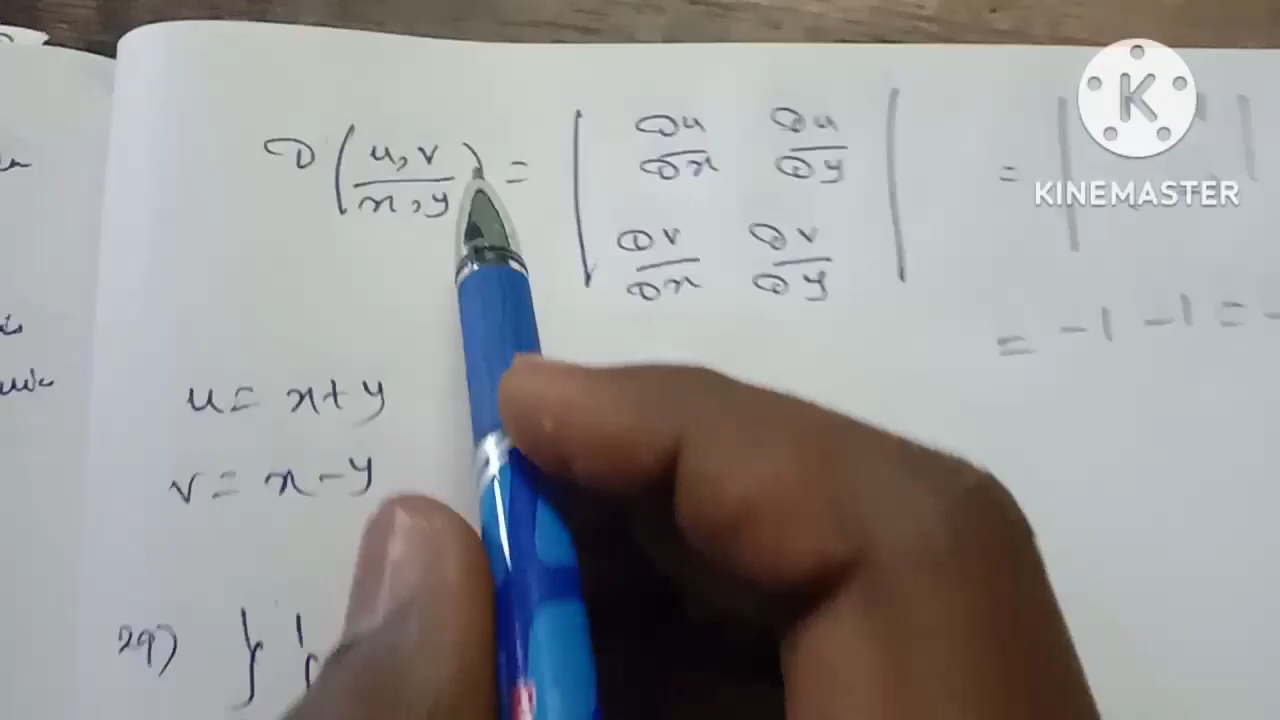 ∂(u,v / x,y) = | ∂u/∂x ∂u/∂y | = |
| ∂v/∂x ∂v/∂y |
= -1 -1 = -
u = x+y
v = x-y
29)
K
KINEMASTER